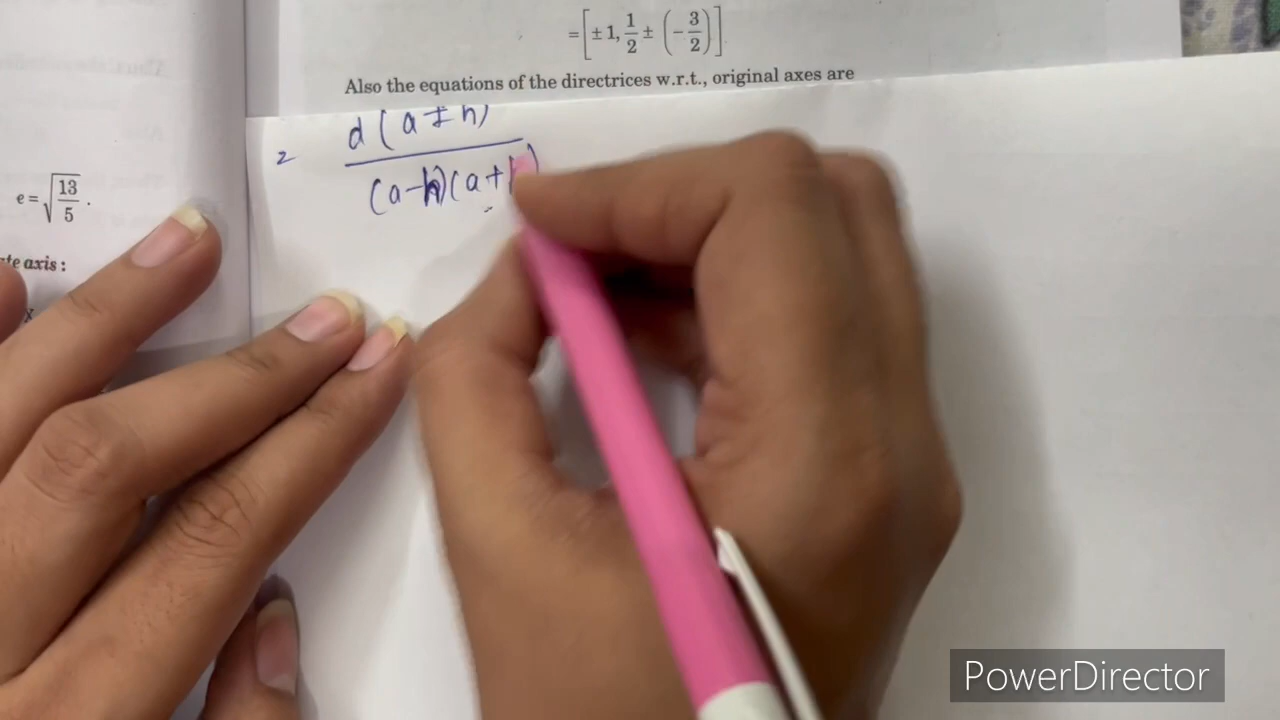 = [±1, 1/2 ± (−3/2)]
Also the equations of the directrices w.r.t., original axes are
d(a±h)
(a-h)(a+
e = √13/5 .
te axis :
PowerDirector